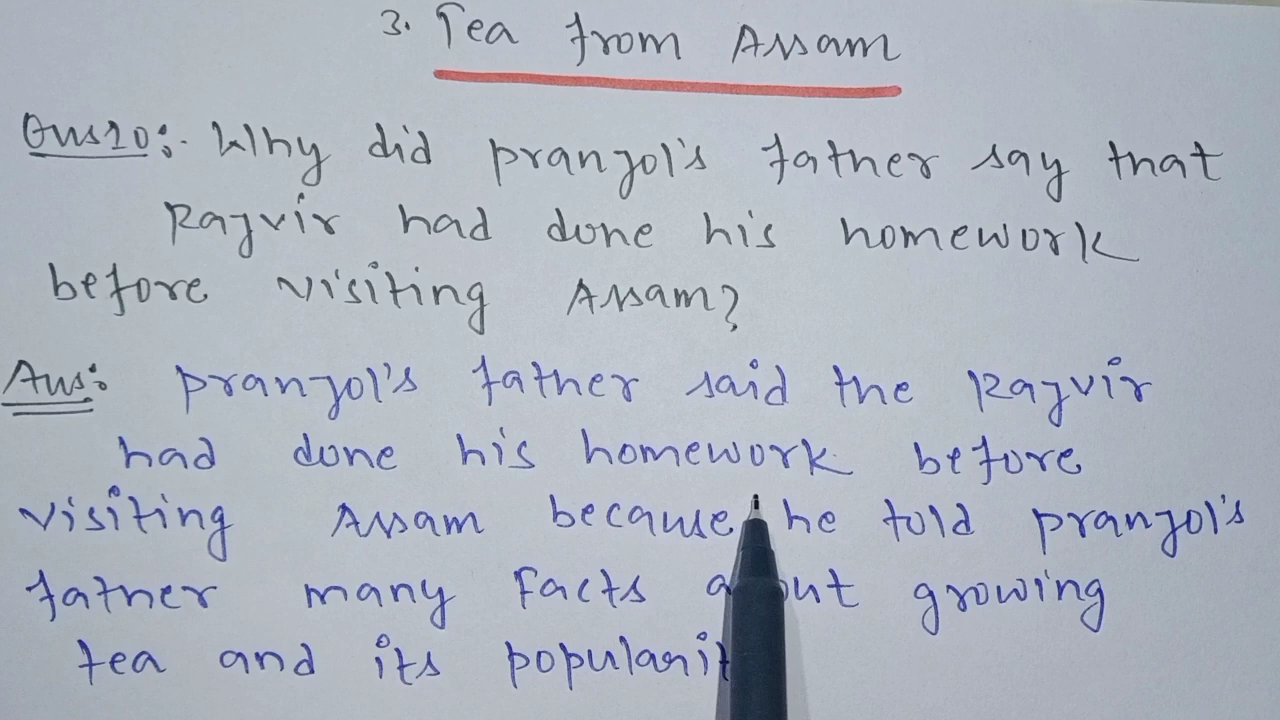 3. Tea from Assam
Qus10:- Why did pranjol's father say that
Rajvir had done his homework
before visiting Assam?
Ans: pranjol's father said the Rajvir
had done his homework before
visiting Assam because he told pranjol's
father many Facts about growing
tea and its